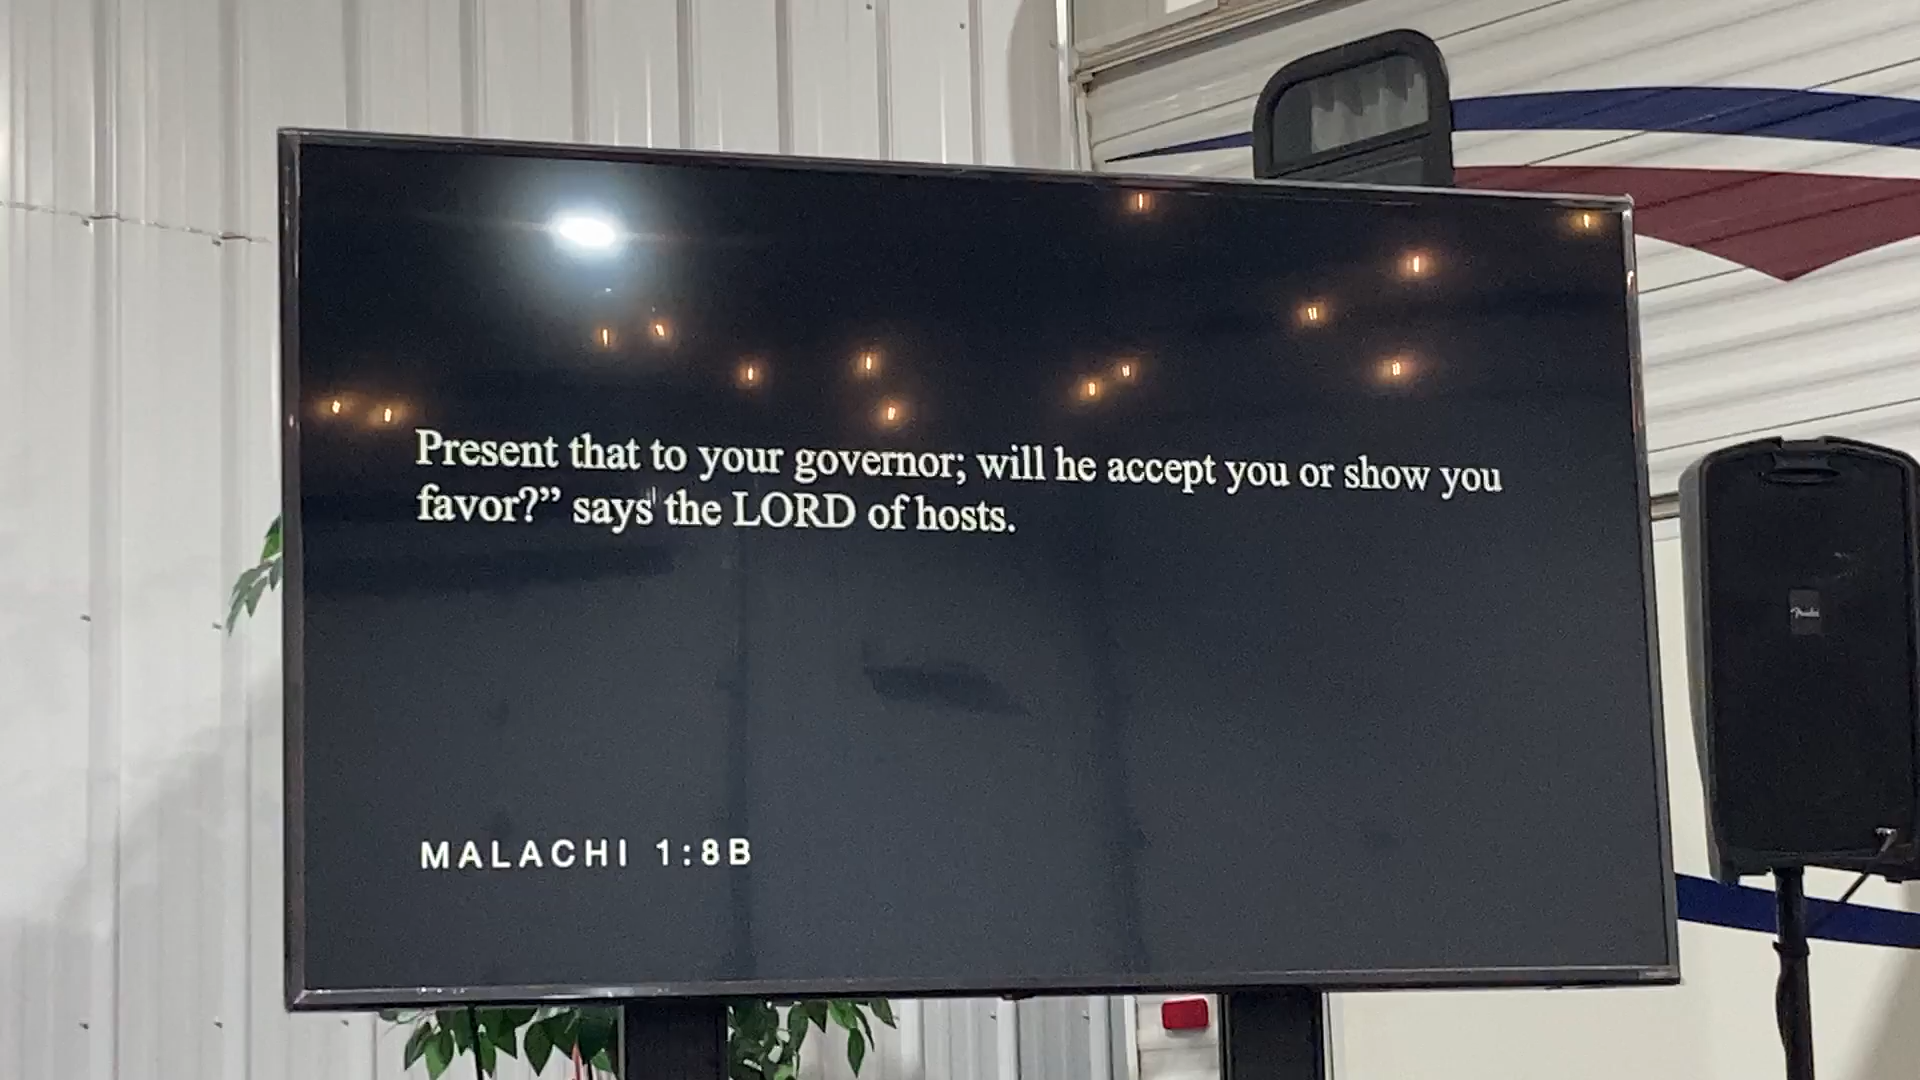 Present that to your governor; will he accept you or show you
favor?” says the LORD of hosts.
MALACHI 1:8B
Fender